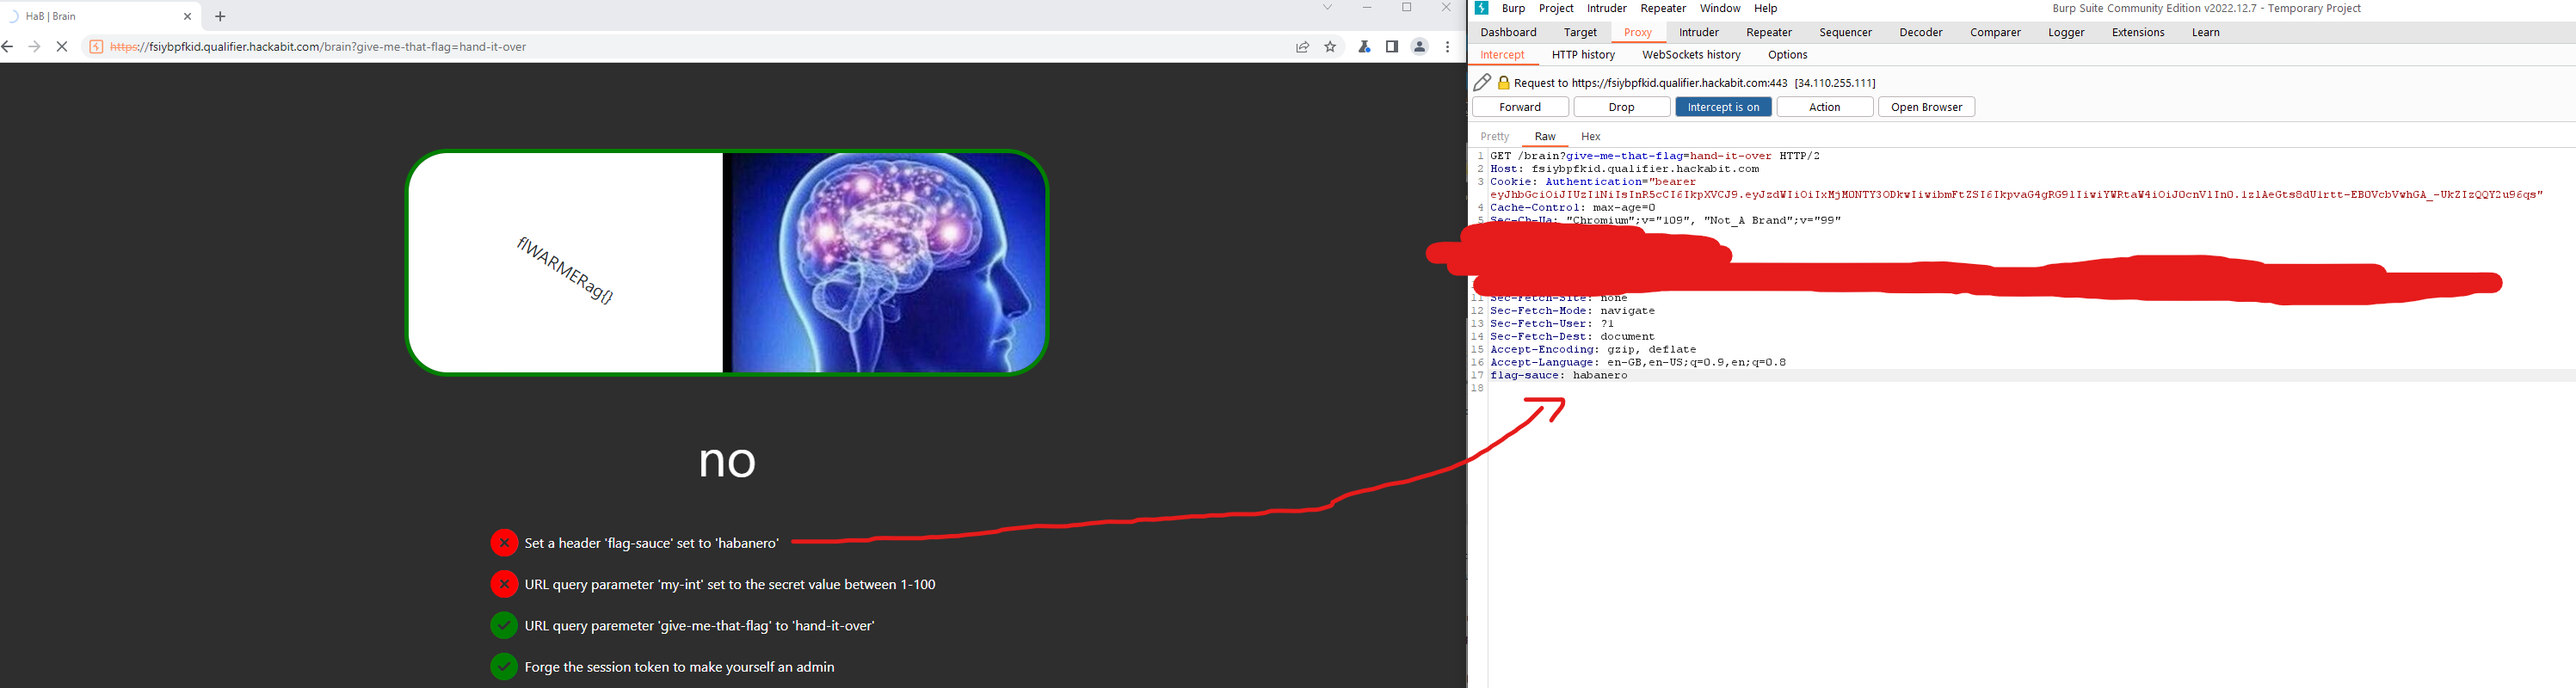 HaB | Brain
https://fsiybpfkid.qualifier.hackabit.com/brain?give-me-that-flag=hand-it-over
flWARMERag{}
no
Set a header 'flag-sauce' set to 'habanero'
URL query parameter 'my-int' set to the secret value between 1-100
URL query paremeter 'give-me-that-flag' to 'hand-it-over'
Forge the session token to make yourself an admin
Burp Project Intruder Repeater Window Help
Burp Suite Community Edition v2022.12.7 - Temporary Project
Dashboard Target Proxy Intruder Repeater Sequencer Decoder Comparer Logger Extensions Learn
Intercept HTTP history WebSockets history Options
Request to https://fsiybpfkid.qualifier.hackabit.com:443 [34.110.255.111]
Forward Drop Intercept is on Action Open Browser
Pretty Raw Hex
1 GET /brain?give-me-that-flag=hand-it-over HTTP/2
2 Host: fsiybpfkid.qualifier.hackabit.com
3 Cookie: Authentication="bearer
4 Cache-Control: max-age=0
5 Sec-Ch-Ua: "Chromium";v="109", "Not_A Brand";v="99"
11 Sec-Fetch-Site: none
12 Sec-Fetch-Mode: navigate
13 Sec-Fetch-User: ?1
14 Sec-Fetch-Dest: document
15 Accept-Encoding: gzip, deflate
16 Accept-Language: en-GB,en-US;q=0.9,en;q=0.8
17 flag-sauce: habanero
18